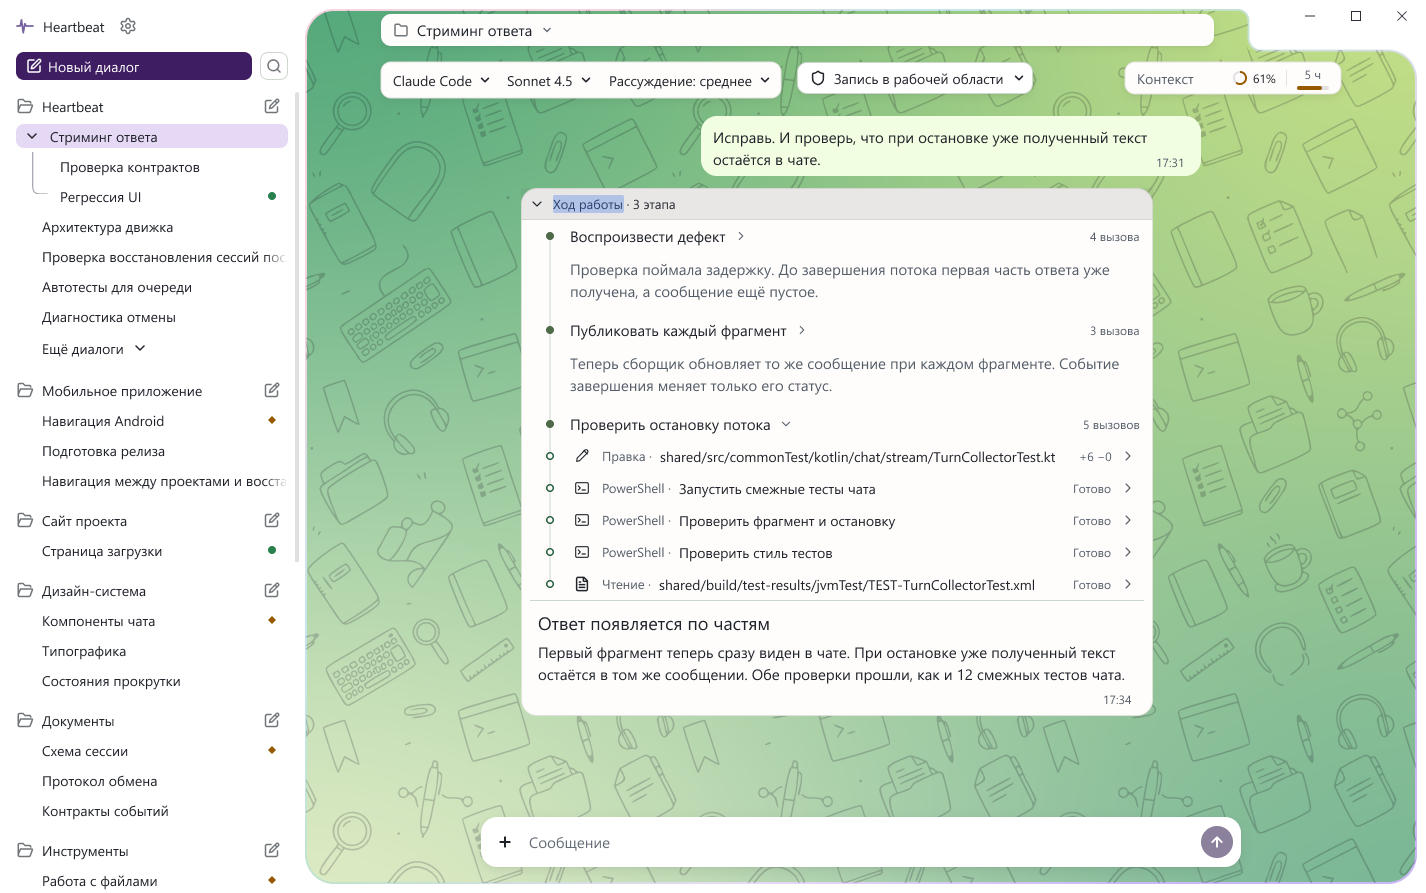 Heartbeat
Новый диалог
Heartbeat
Стриминг ответа
Проверка контрактов
Регрессия UI
Архитектура движка
Проверка восстановления сессий пос
Автотесты для очереди
Диагностика отмены
Ещё диалоги
Мобильное приложение
Навигация Android
Подготовка релиза
Навигация между проектами и восста
Сайт проекта
Страница загрузки
Дизайн-система
Компоненты чата
Типографика
Состояния прокрутки
Документы
Схема сессии
Протокол обмена
Контракты событий
Инструменты
Работа с файлами
Стриминг ответа
Claude Code Sonnet 4.5 Рассуждение: среднее
Запись в рабочей области
Контекст 61% 5 ч
Исправь. И проверь, что при остановке уже полученный текст
остаётся в чате.
17:31
Ход работы · 3 этапа
Воспроизвести дефект 4 вызова
Проверка поймала задержку. До завершения потока первая часть ответа уже
получена, а сообщение ещё пустое.
Публиковать каждый фрагмент 3 вызова
Теперь сборщик обновляет то же сообщение при каждом фрагменте. Событие
завершения меняет только его статус.
Проверить остановку потока 5 вызовов
Правка · shared/src/commonTest/kotlin/chat/stream/TurnCollectorTest.kt +6 −0
PowerShell · Запустить смежные тесты чата Готово
PowerShell · Проверить фрагмент и остановку Готово
PowerShell · Проверить стиль тестов Готово
Чтение · shared/build/test-results/jvmTest/TEST-TurnCollectorTest.xml Готово
Ответ появляется по частям
Первый фрагмент теперь сразу виден в чате. При остановке уже полученный текст
остаётся в том же сообщении. Обе проверки прошли, как и 12 смежных тестов чата.
17:34
Сообщение